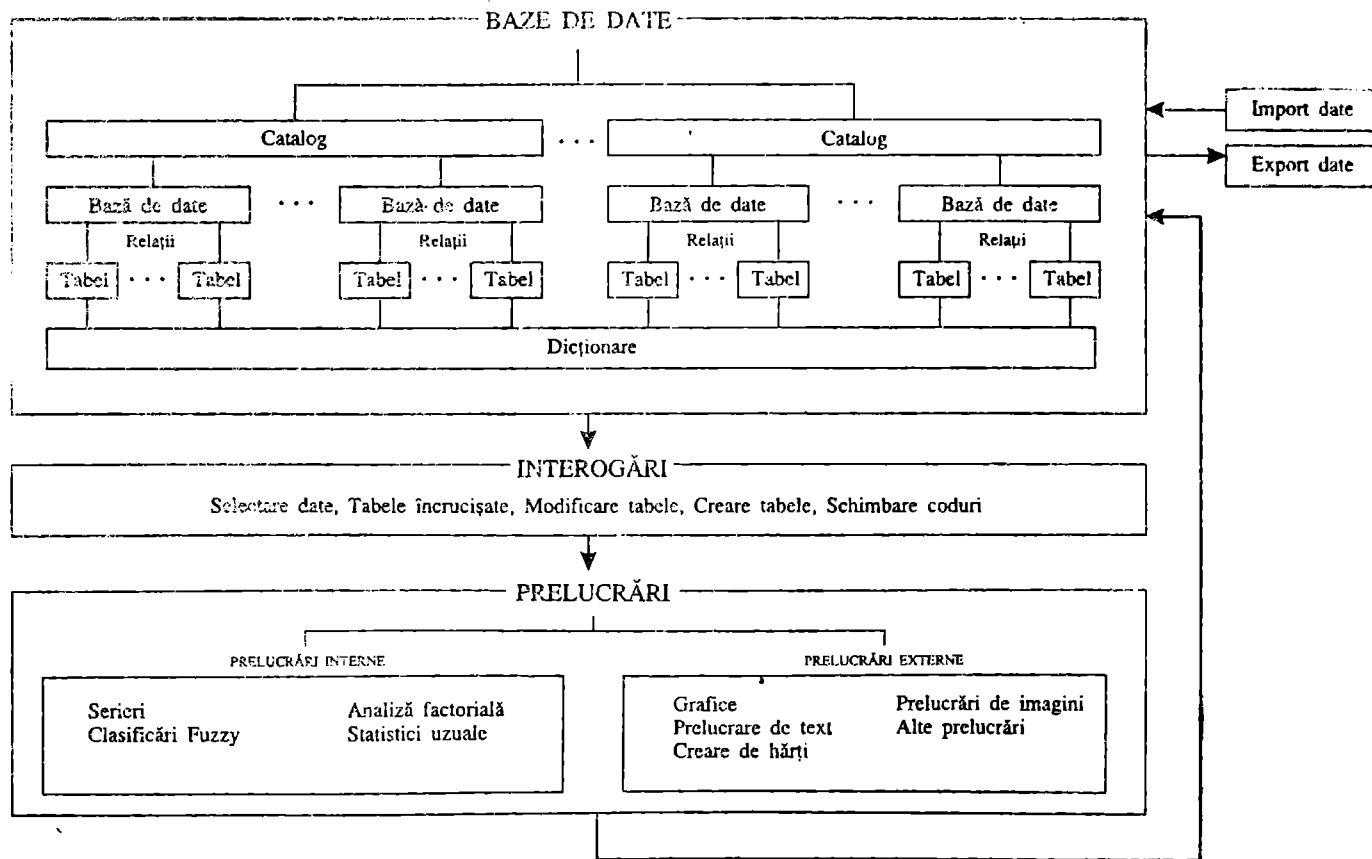 BAZE DE DATE
Import date
Catalog ... Catalog
Export date
Bază de date ... Bază de date Bază de date ... Bază de date
Relații Relații Relații Relații
Tabel ... Tabel Tabel ... Tabel Tabel ... Tabel Tabel ... Tabel
Dicționare
INTEROGĂRI
Selectare date, Tabele încrucișate, Modificare tabele, Creare tabele, Schimbare coduri
PRELUCRĂRI
PRELUCRĂRI INTERNE PRELUCRĂRI EXTERNE
Serieri Analiză factorială
Clasificări Fuzzy Statistici uzuale
Grafice Prelucrări de imagini
Prelucrare de text Alte prelucrări
Creare de hărți